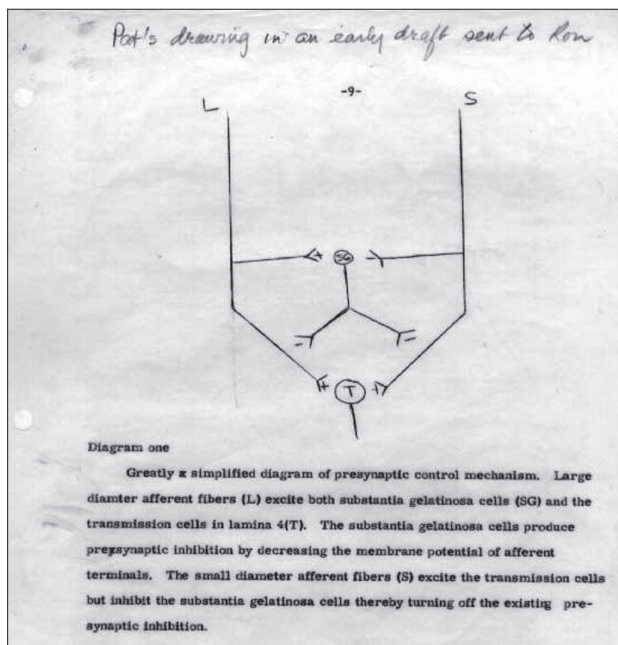 Pat's drawing in an early draft sent to Ron
-9-
L S
+ SG
- =
+ T +
Diagram one
Greatly x simplified diagram of presynaptic control mechanism. Large
diamter afferent fibers (L) excite both substantia gelatinosa cells (SG) and the
transmission cells in lamina 4(T). The substantia gelatinosa cells produce
prexsynaptic inhibition by decreasing the membrane potential of afferent
terminals. The small diameter afferent fibers (S) excite the transmission cells
but inhibit the substantia gelatinosa cells thereby turning off the existing pre-
synaptic inhibition.